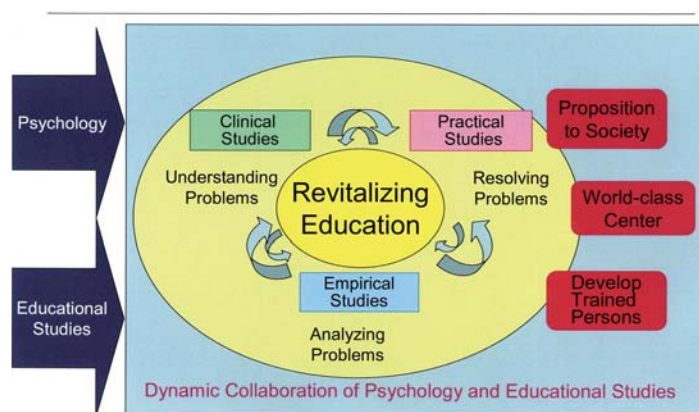 Psychology
Educational
Studies
Clinical
Studies
Practical
Studies
Understanding
Problems
Resolving
Problems
Revitalizing
Education
Empirical
Studies
Analyzing
Problems
Proposition
to Society
World-class
Center
Develop
Trained
Persons
Dynamic Collaboration of Psychology and Educational Studies